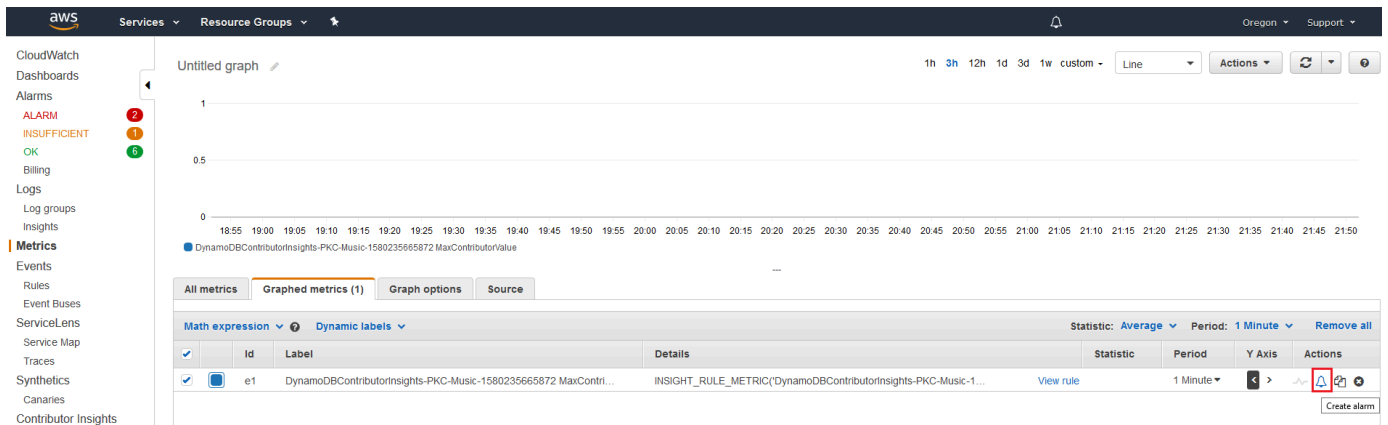 aws Services Resource Groups Oregon Support
CloudWatch
Dashboards
Alarms
ALARM 2
INSUFFICIENT 1
OK 6
Billing
Logs
Log groups
Insights
Metrics
Events
Rules
Event Buses
ServiceLens
Service Map
Traces
Synthetics
Canaries
Contributor Insights
Untitled graph 1h 3h 12h 1d 3d 1w custom Line Actions
1
0.5
0
18:55 19:00 19:05 19:10 19:15 19:20 19:25 19:30 19:35 19:40 19:45 19:50 19:55 20:00 20:05 20:10 20:15 20:20 20:25 20:30 20:35 20:40 20:45 20:50 20:55 21:00 21:05 21:10 21:15 21:20 21:25 21:30 21:35 21:40 21:45 21:50
DynamoDBContributorInsights-PKC-Music-1580235665872 MaxContributorValue
All metrics Graphed metrics (1) Graph options Source
Math expression Dynamic labels Statistic: Average Period: 1 Minute Remove all
Id Label Details Statistic Period Y Axis Actions
e1 DynamoDBContributorInsights-PKC-Music-1580235665872 MaxContri... INSIGHT_RULE_METRIC('DynamoDBContributorInsights-PKC-Music-1... View rule 1 Minute < >
Create alarm